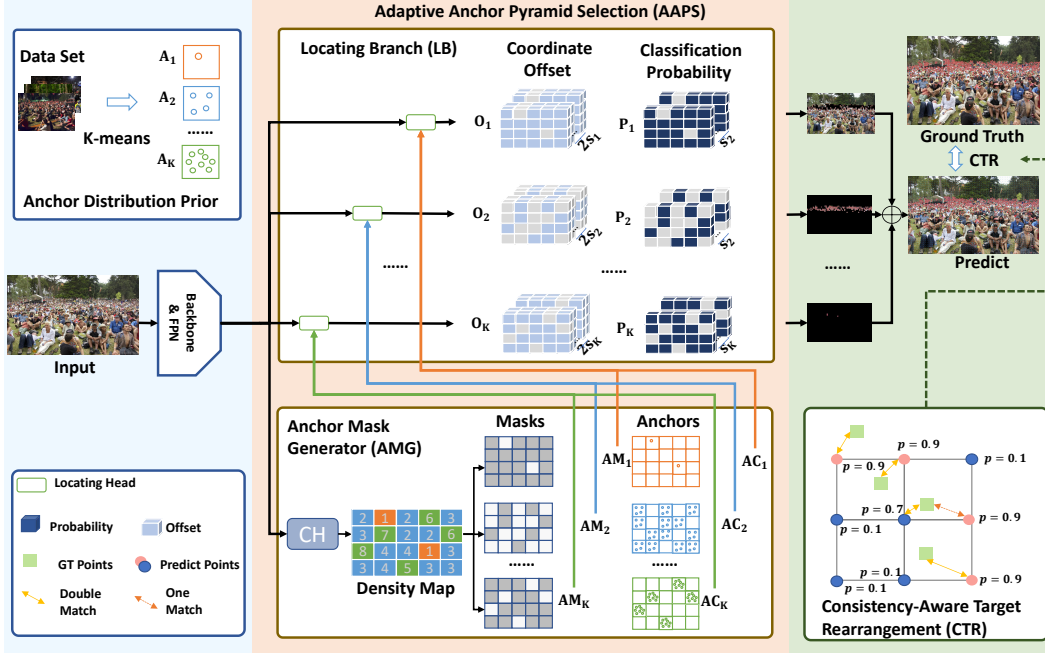 Adaptive Anchor Pyramid Selection (AAPS)
Data Set
K-means
A1
A2
......
AK
Anchor Distribution Prior
Input
Backbone
& FPN
Locating Branch (LB)
Coordinate
Offset
Classification
Probability
O1
2S1
P1
S2
O2
2S2
P2
S2
......
......
OK
2SK
PK
SK
Ground Truth
CTR
Predict
......
Anchor Mask
Generator (AMG)
Masks
Anchors
CH
2 1 2 6 3
3 7 2 2 6
8 4 4 1 3
3 4 5 3 3
Density Map
......
......
AM1
AM2
AMK
AC1
AC2
ACK
Locating Head
Probability
Offset
GT Points
Predict Points
Double
Match
One
Match
p = 0.9
p = 0.9
p = 0.1
p = 0.7
p = 0.1
p = 0.9
p = 0.1
p = 0.1
p = 0.9
Consistency-Aware Target
Rearrangement (CTR)